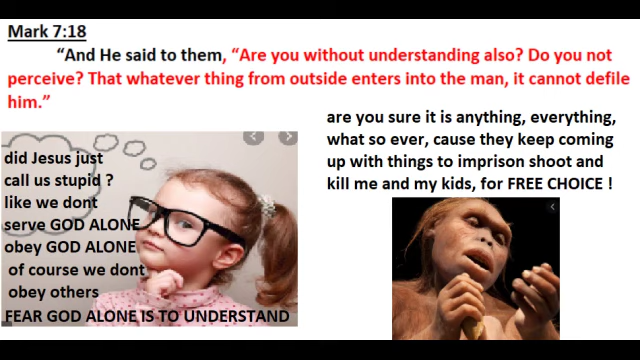 Mark 7:18
“And He said to them, “Are you without understanding also? Do you not
perceive? That whatever thing from outside enters into the man, it cannot defile
him.”
are you sure it is anything, everything,
what so ever, cause they keep coming
up with things to imprison shoot and
kill me and my kids, for FREE CHOICE !
did Jesus just
call us stupid ?
like we dont
serve GOD ALONE
obey GOD ALONE
of course we dont
obey others
FEAR GOD ALONE IS TO UNDERSTAND